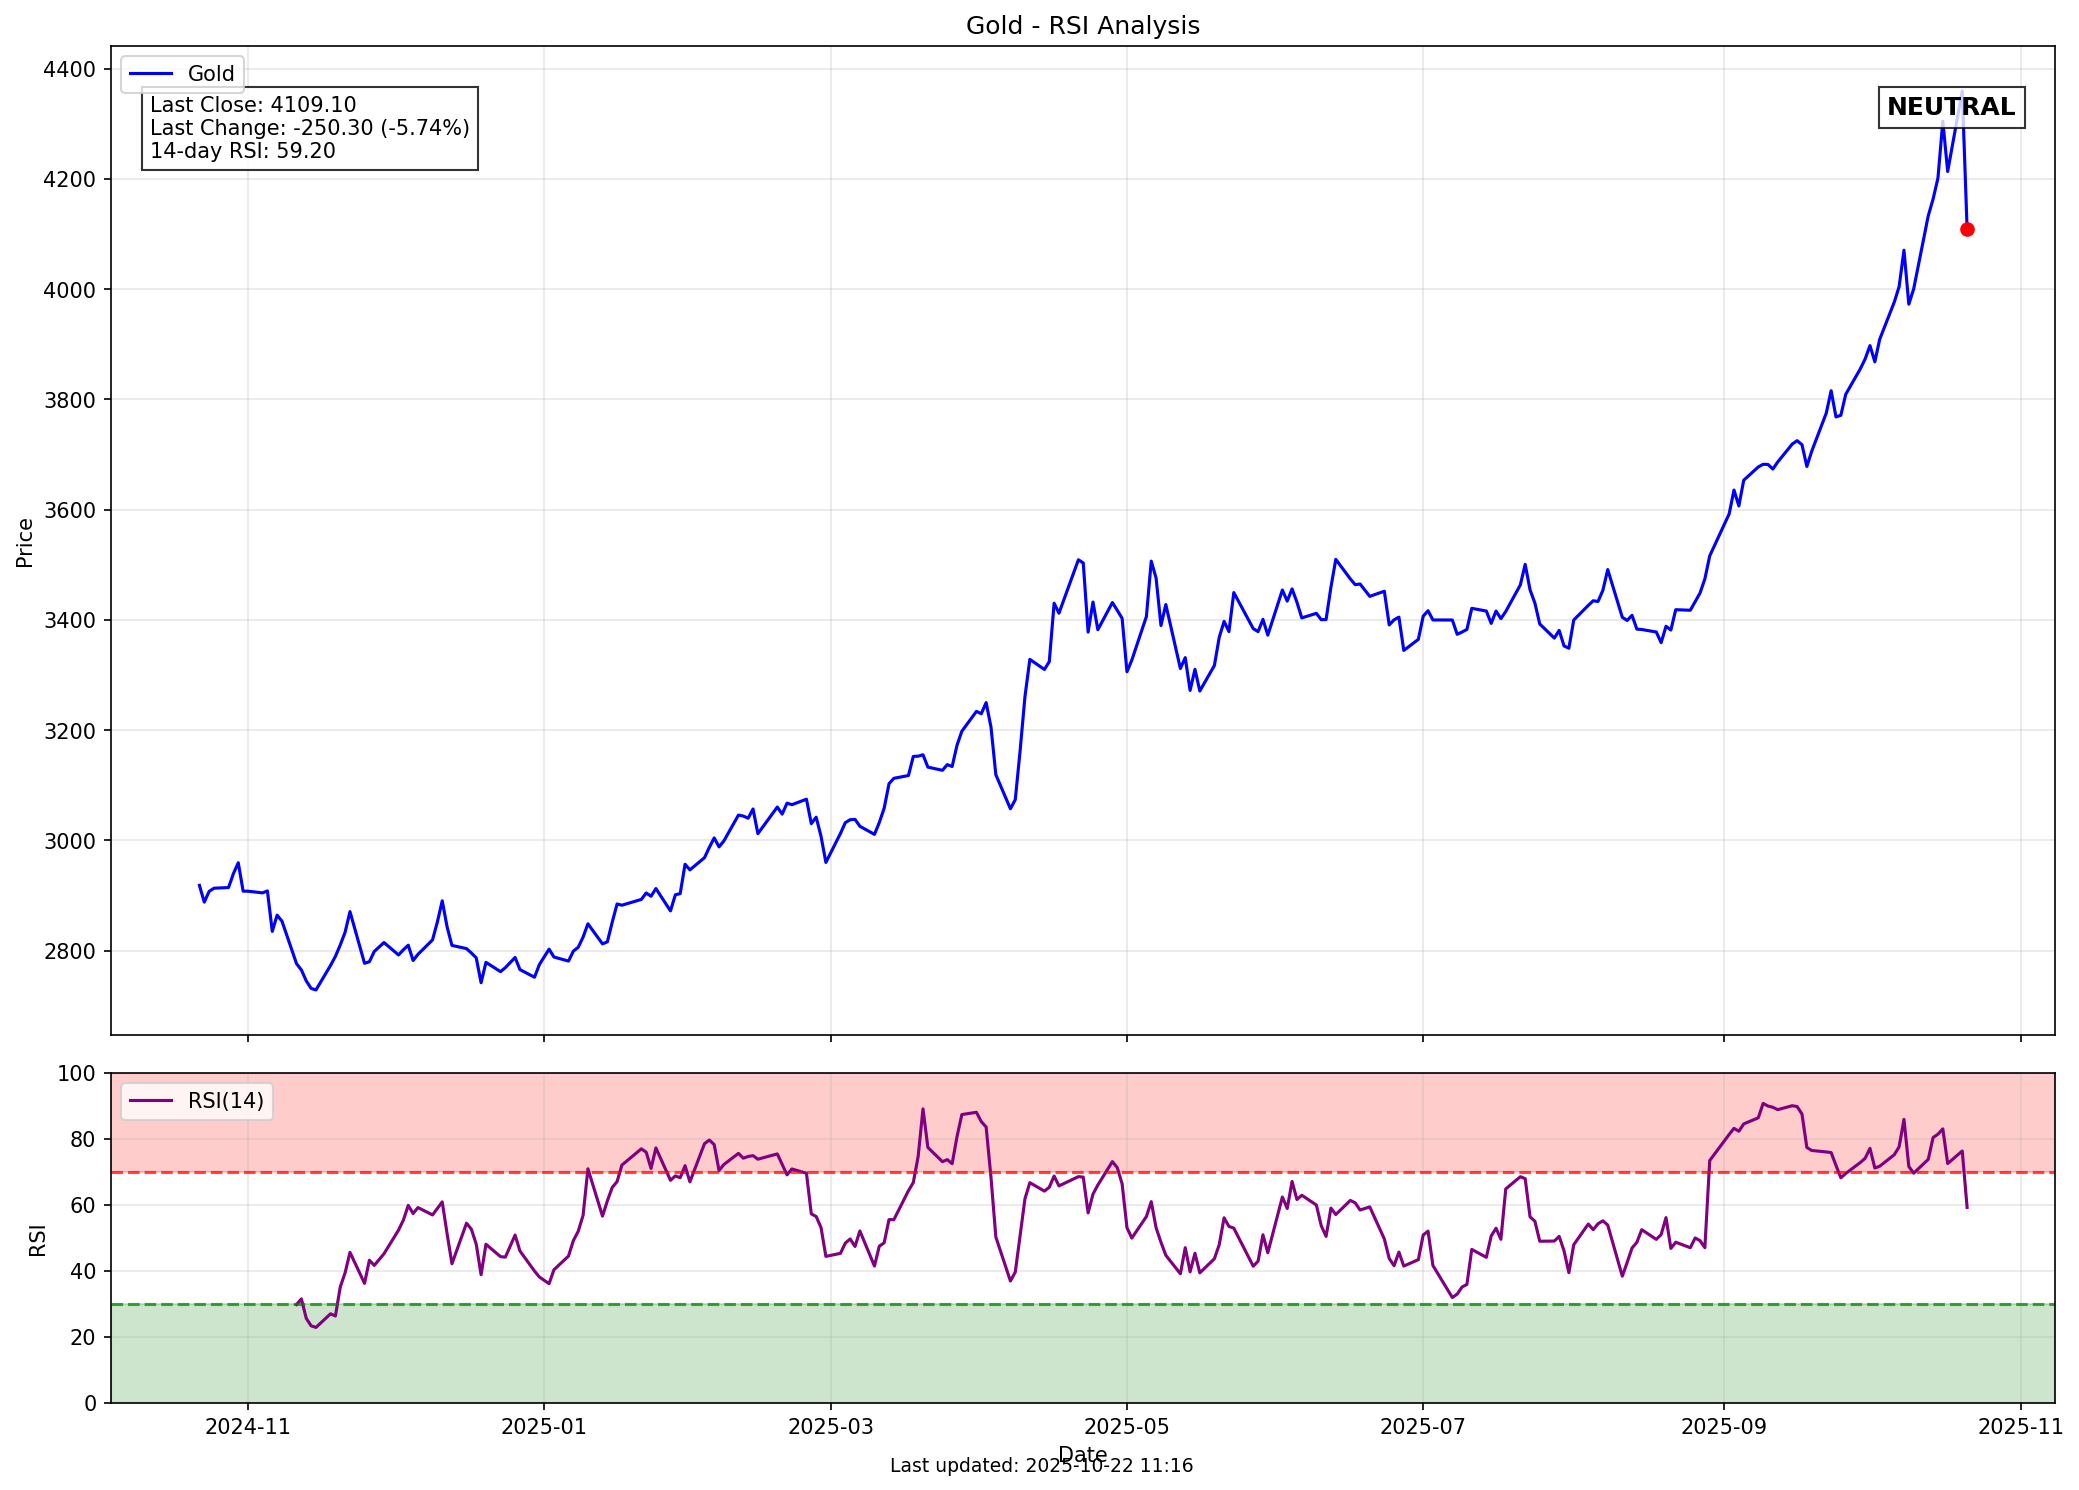 Gold - RSI Analysis
Gold
Last Close: 4109.10
Last Change: -250.30 (-5.74%)
14-day RSI: 59.20
NEUTRAL
4400
4200
4000
3800
3600
3400
3200
3000
2800
Price
RSI(14)
100
80
60
40
20
0
RSI
2024-11
2025-01
2025-03
2025-05
2025-07
2025-09
2025-11
Date
Last updated: 2025-10-22 11:16